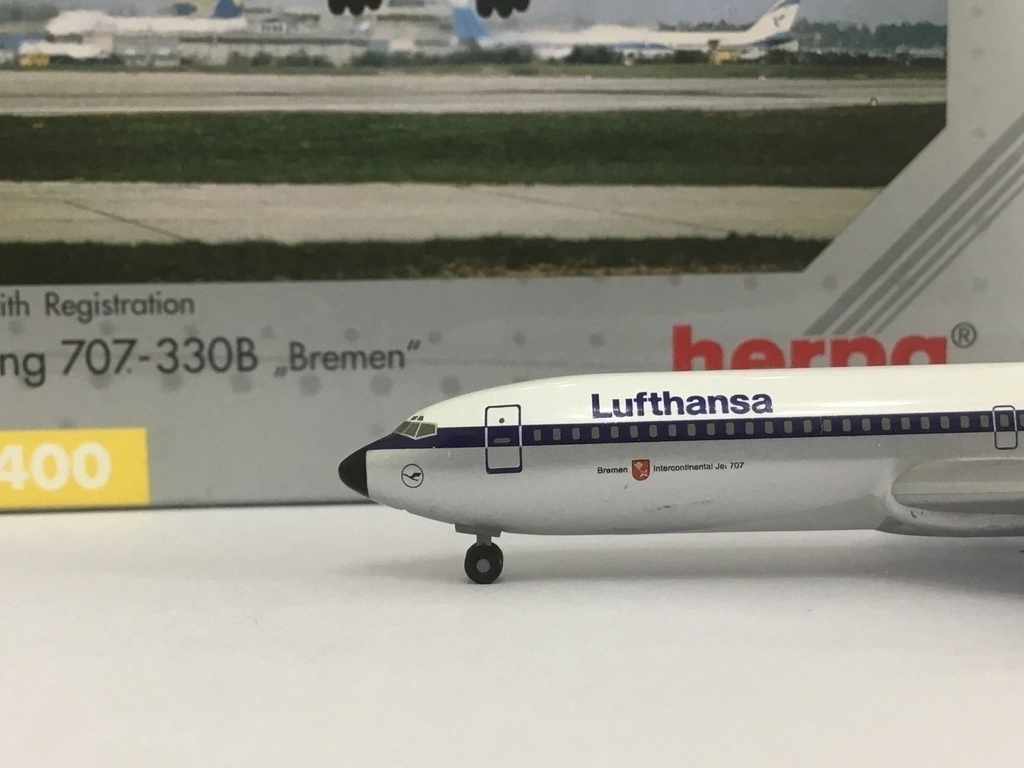 ith Registration
ng 707-330B „Bremen“
herpa®
400
Lufthansa
Bremen Intercontinental Jet 707